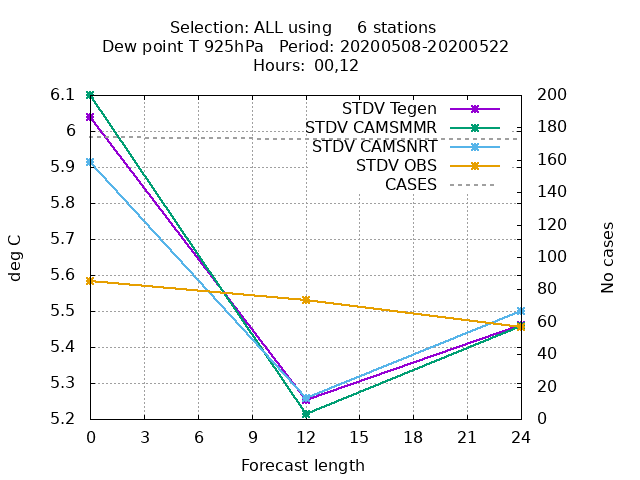 Selection: ALL using     6 stations
Dew point T 925hPa   Period: 20200508-20200522
Hours:  00,12
6.1
6
5.9
5.8
5.7
5.6
5.5
5.4
5.3
5.2
deg C
STDV Tegen
STDV CAMSMMR
STDV CAMSNRT
STDV OBS
CASES
200
180
160
140
120
100
80
60
40
20
0
No cases
0 3 6 9 12 15 18 21 24
Forecast length